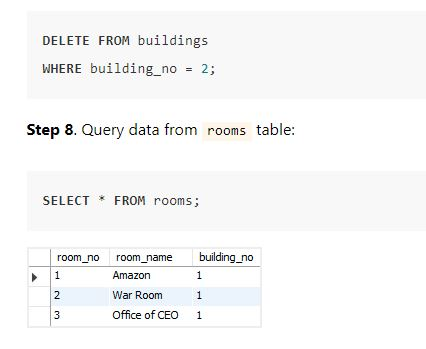 DELETE FROM buildings
WHERE building_no = 2;
Step 8. Query data from rooms table:
SELECT * FROM rooms;
room_no room_name building_no
1 Amazon 1
2 War Room 1
3 Office of CEO 1